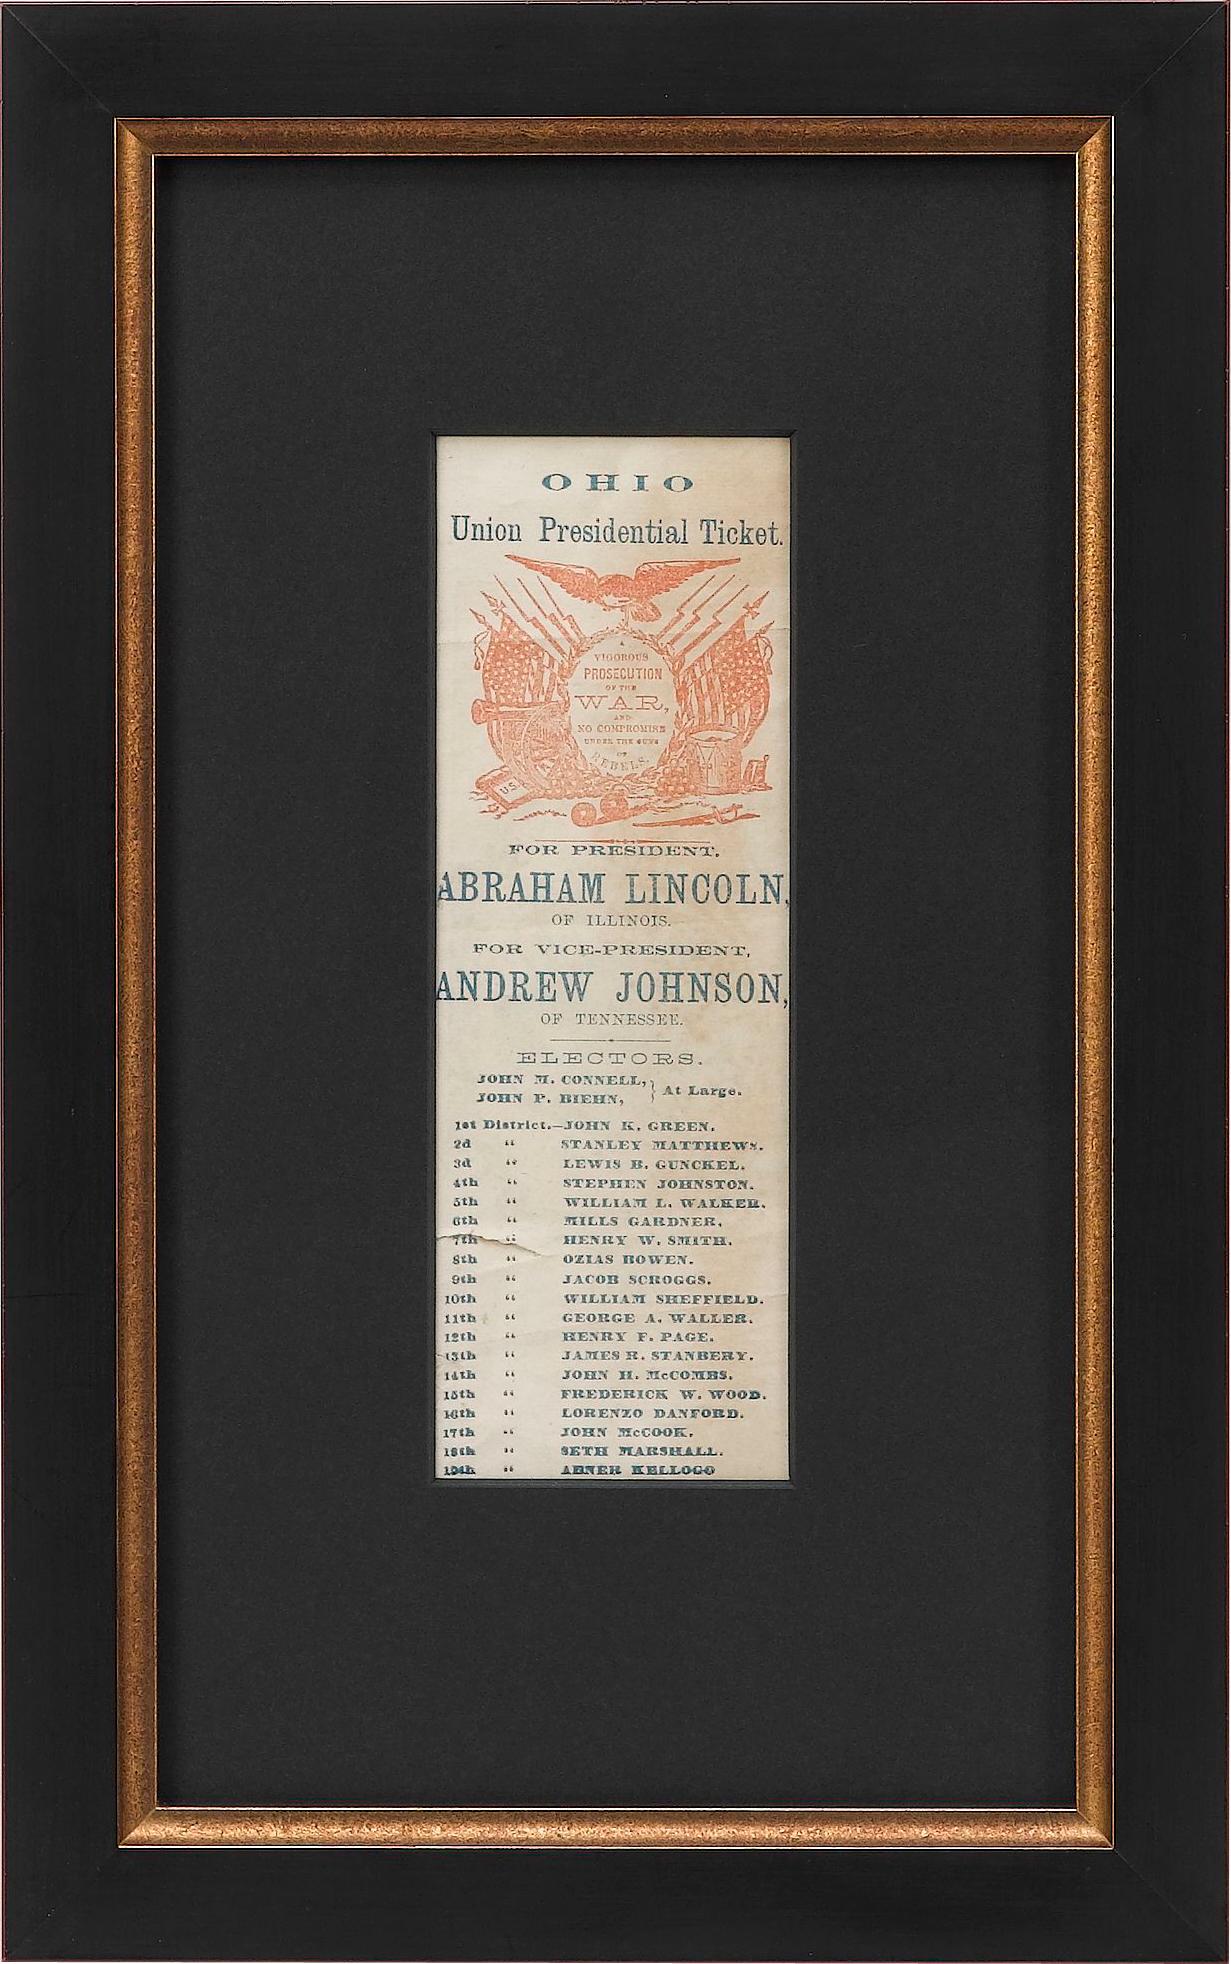 OHIO
Union Presidential Ticket.
A
VIGOROUS
PROSECUTION
OF THE
WAR,
AND
NO COMPROMISE
UNDER THE GUNS
OF
REBELS.
U.S.
FOR PRESIDENT,
ABRAHAM LINCOLN,
OF ILLINOIS.
FOR VICE-PRESIDENT,
ANDREW JOHNSON,
OF TENNESSEE.
ELECTORS.
JOHN M. CONNELL, } At Large.
JOHN P. BIEHN,
1st District.—JOHN K. GREEN.
2d " STANLEY MATTHEWS.
3d " LEWIS B. GUNCKEL.
4th " STEPHEN JOHNSTON.
5th " WILLIAM L. WALKER.
6th " MILLS GARDNER.
7th " HENRY W. SMITH.
8th " OZIAS BOWEN.
9th " JACOB SCROGGS.
10th " WILLIAM SHEFFIELD.
11th " GEORGE A. WALLER.
12th " HENRY F. PAGE.
13th " JAMES R. STANBERY.
14th " JOHN H. McCOMBS.
15th " FREDERICK W. WOOD.
16th " LORENZO DANFORD.
17th " JOHN McCOOK.
18th " SETH MARSHALL.
19th " ABNER KELLOGG